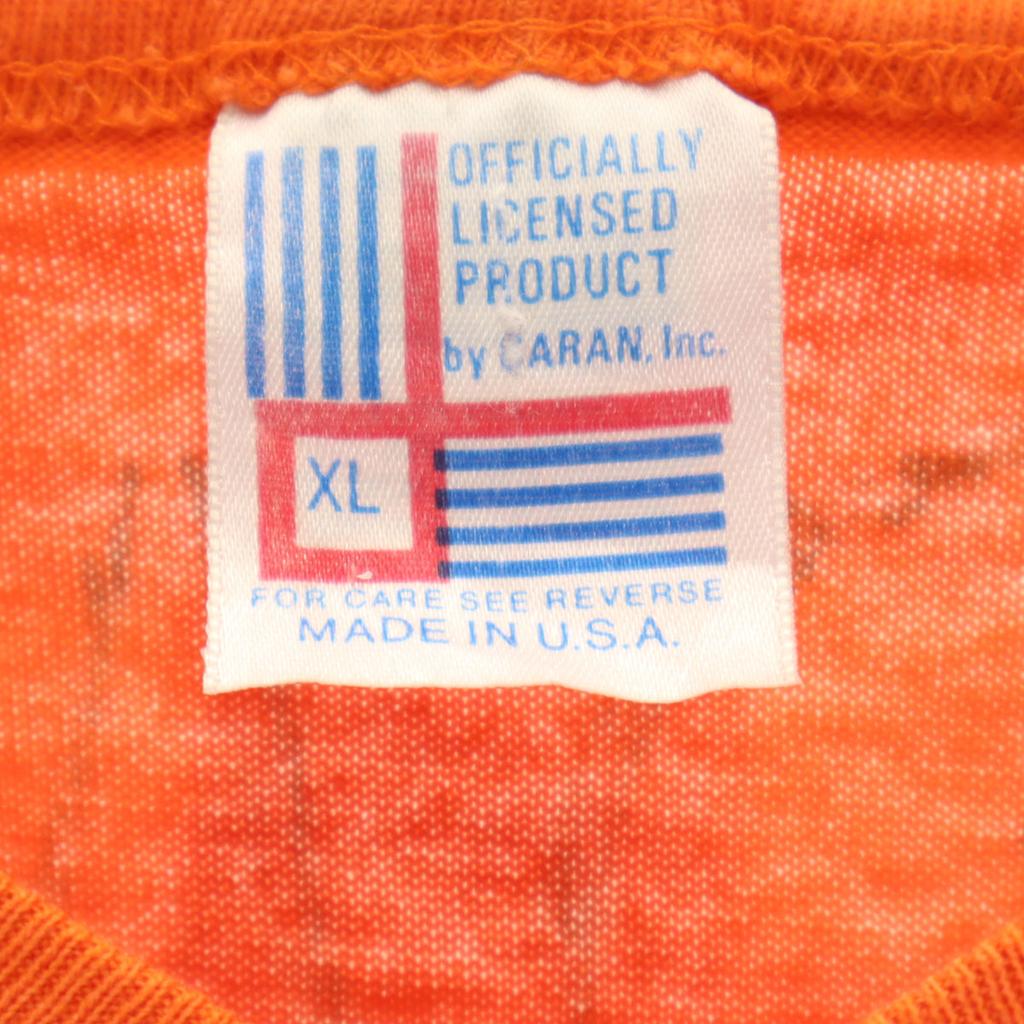 OFFICIALLY
LICENSED
PRODUCT
by CARAN, Inc.
XL
FOR CARE SEE REVERSE
MADE IN U.S.A.